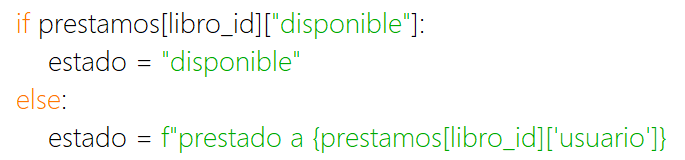 if prestamos[libro_id]["disponible"]:
    estado = "disponible"
else:
    estado = f"prestado a {prestamos[libro_id]['usuario']}